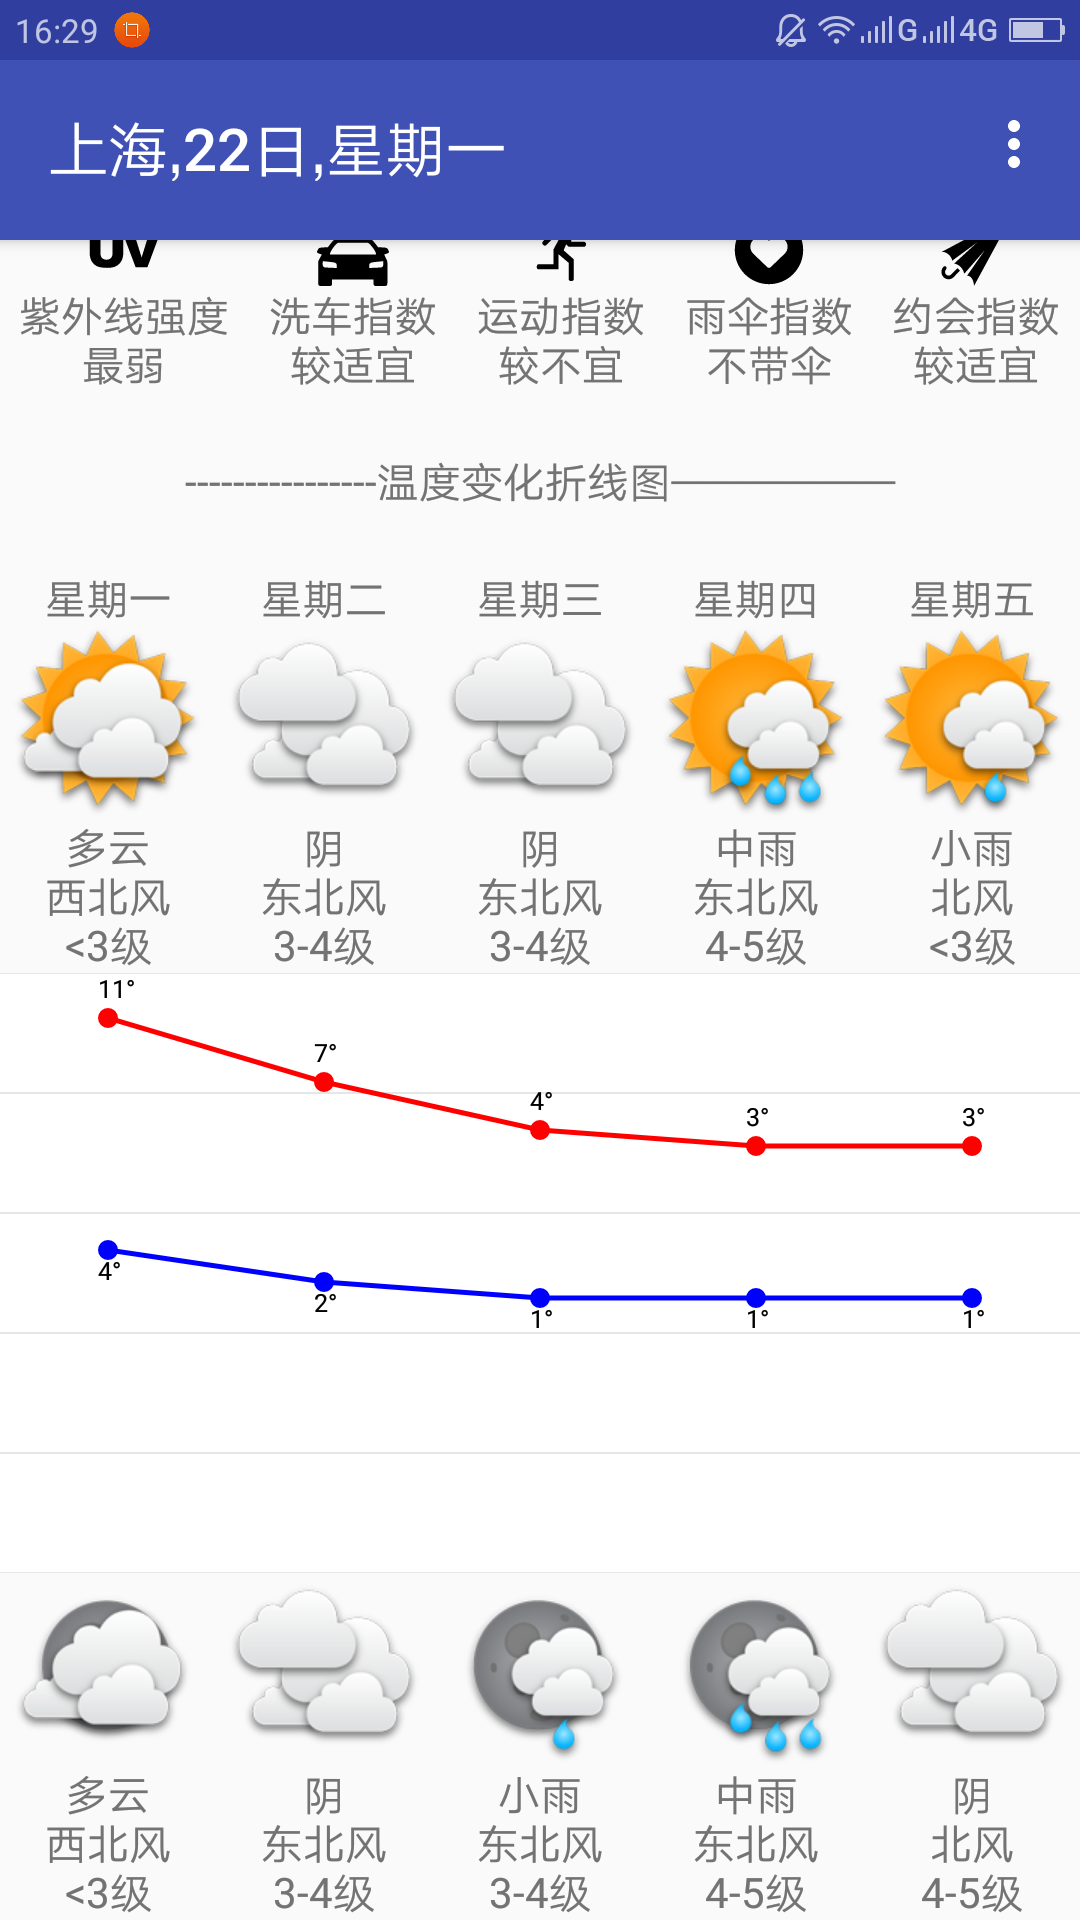 16:29 G 4G
上海,22日,星期一
UV
紫外线强度 洗车指数 运动指数 雨伞指数 约会指数
最弱 较适宜 较不宜 不带伞 较适宜
----------------温度变化折线图————————
星期一 星期二 星期三 星期四 星期五
多云 阴 阴 中雨 小雨
西北风 东北风 东北风 东北风 北风
<3级 3-4级 3-4级 4-5级 <3级
11°
7°
4°
3° 3°
4°
2°
1° 1° 1°
多云 阴 小雨 中雨 阴
西北风 东北风 东北风 东北风 北风
<3级 3-4级 3-4级 4-5级 4-5级